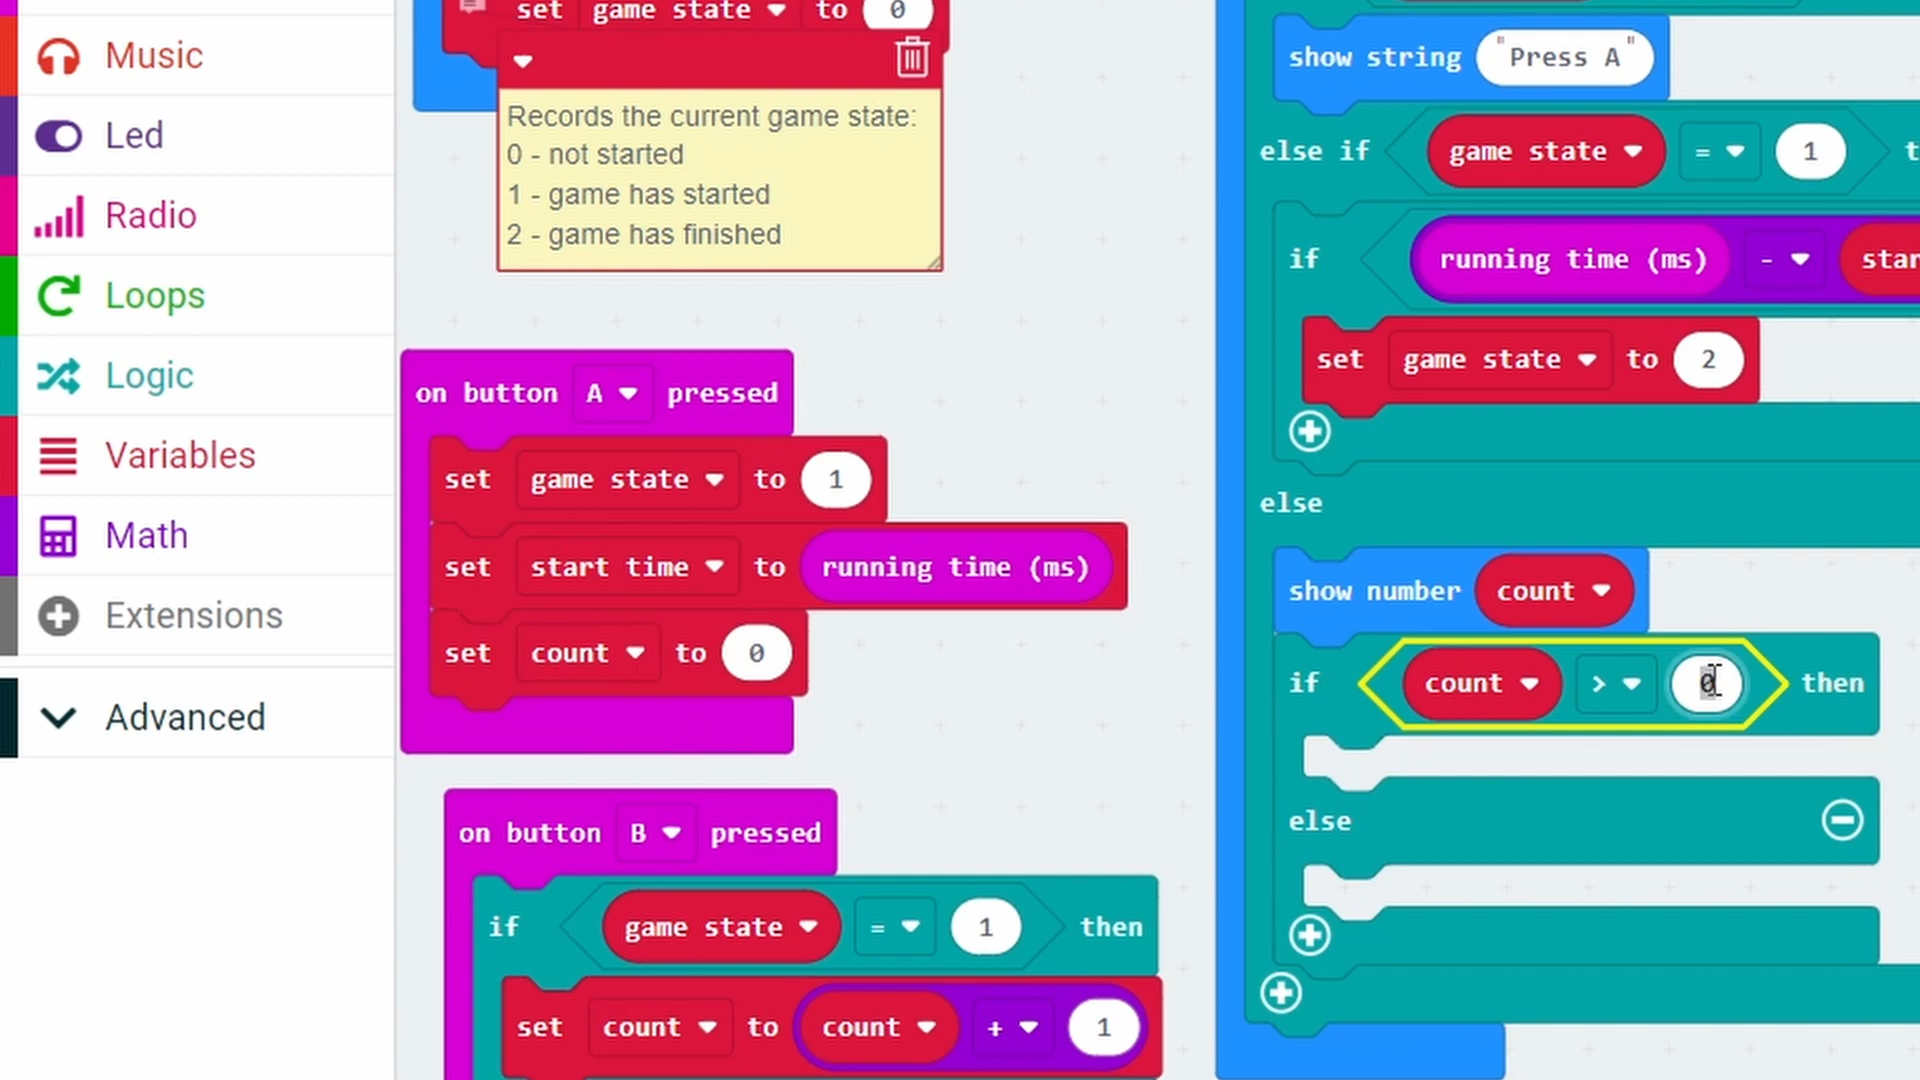 Music
Led
Radio
Loops
Logic
Variables
Math
Extensions
Advanced
set game state to 0
Records the current game state:
0 - not started
1 - game has started
2 - game has finished
on button A pressed
set game state to 1
set start time to running time (ms)
set count to 0
on button B pressed
if game state = 1 then
set count to count + 1
show string "Press A"
else if game state = 1
if running time (ms) -
set game state to 2
else
show number count
if count > 0 then
else